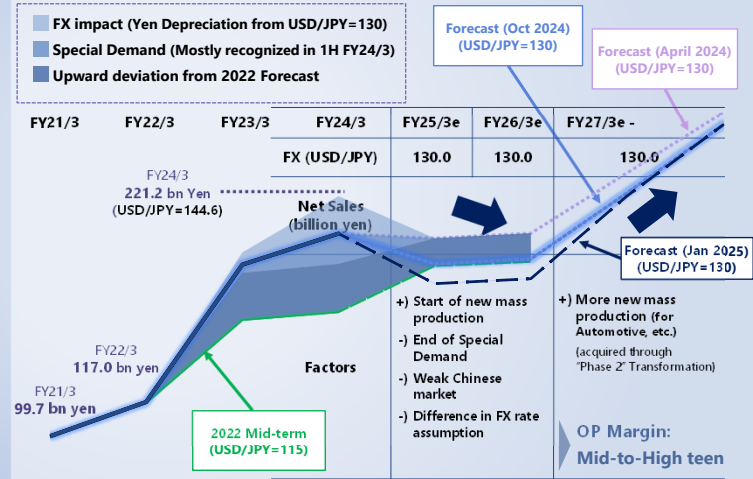 FX impact (Yen Depreciation from USD/JPY=130)
Special Demand (Mostly recognized in 1H FY24/3)
Upward deviation from 2022 Forecast
Forecast (Oct 2024)
(USD/JPY=130)
Forecast (April 2024)
(USD/JPY=130)
FY21/3 FY22/3 FY23/3 FY24/3 FY25/3e FY26/3e FY27/3e -
FX (USD/JPY) 130.0 130.0 130.0
FY24/3
221.2 bn Yen
(USD/JPY=144.6)
Net Sales
(billion yen)
Forecast (Jan 2025)
(USD/JPY=130)
+) Start of new mass
production
-) End of Special
Demand
-) Weak Chinese
market
-) Difference in FX rate
assumption
+) More new mass
production (for
Automotive, etc.)
(acquired through
"Phase 2" Transformation)
FY22/3
117.0 bn yen
Factors
FY21/3
99.7 bn yen
2022 Mid-term
(USD/JPY=115)
OP Margin:
Mid-to-High teen